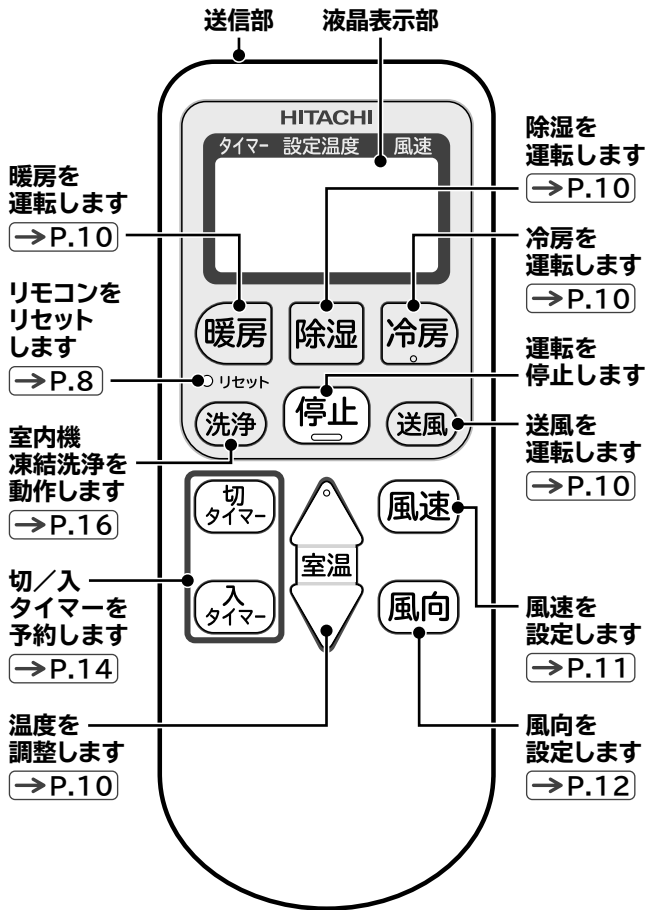 送信部
液晶表示部
HITACHI
タイマー 設定温度 風速
暖房を
運転します
→P.10
リモコンを
リセット
します
→P.8
室内機
凍結洗浄を
動作します
→P.16
切／入
タイマーを
予約します
→P.14
温度を
調整します
→P.10
暖房 除湿 冷房
リセット
洗浄 停止 送風
切
タイマー
風速
室温
入
タイマー
風向
除湿を
運転します
→P.10
冷房を
運転します
→P.10
運転を
停止します
送風を
運転します
→P.10
風速を
設定します
→P.11
風向を
設定します
→P.12